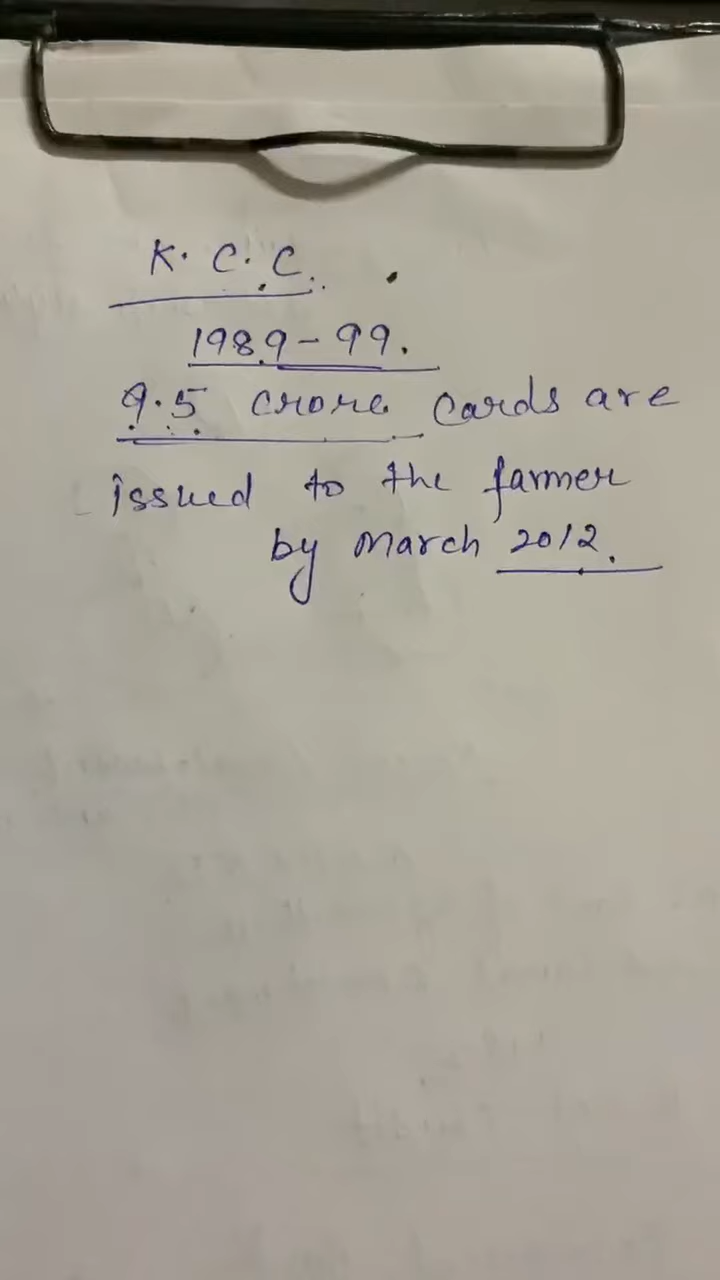 K. C. C.
1989-99.
9.5 crore cards are
issued to the farmer
by march 2012.